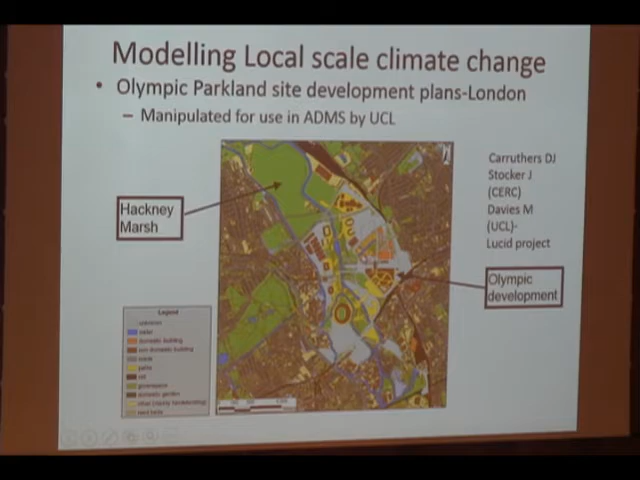 Modelling Local scale climate change
• Olympic Parkland site development plans-London
– Manipulated for use in ADMS by UCL
Carruthers DJ
Stocker J
(CERC)
Davies M
(UCL)-
Lucid project
Hackney
Marsh
Olympic
development
Legend
water
domestic building
non domestic building
paths
rail
greenspace
domestic garden